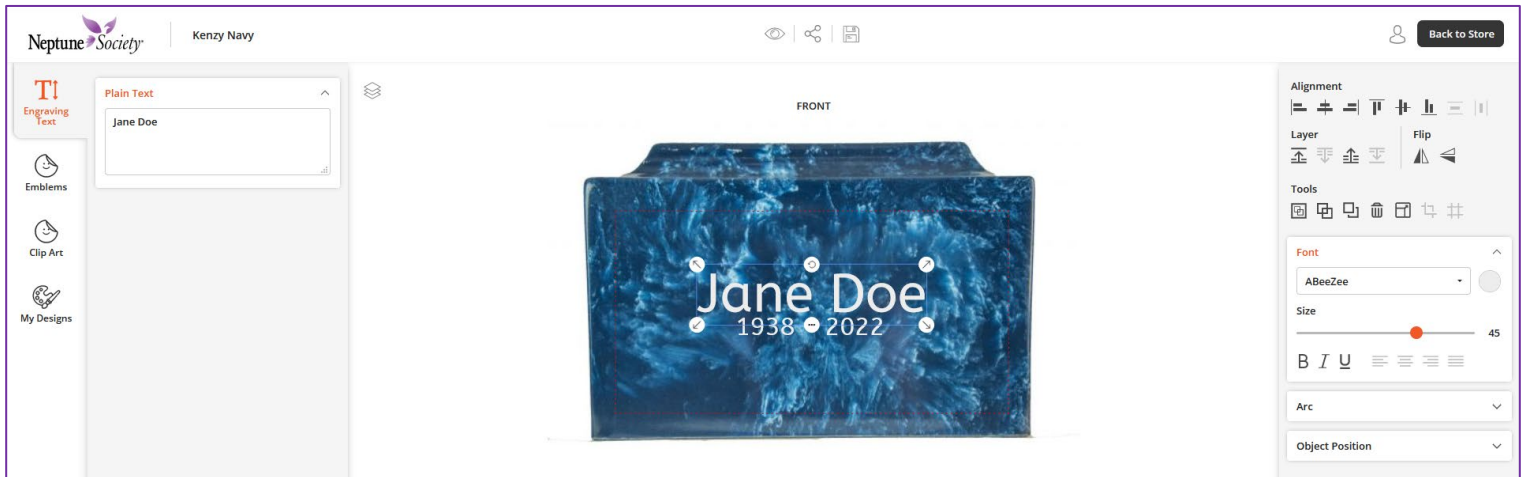 Neptune Society
Kenzy Navy
Back to Store
Engraving
Text
Emblems
Clip Art
My Designs
Plain Text
Jane Doe
FRONT
Jane Doe
1938 - 2022
Alignment
Layer
Flip
Tools
Font
ABeeZee
Size
45
B I U
Arc
Object Position